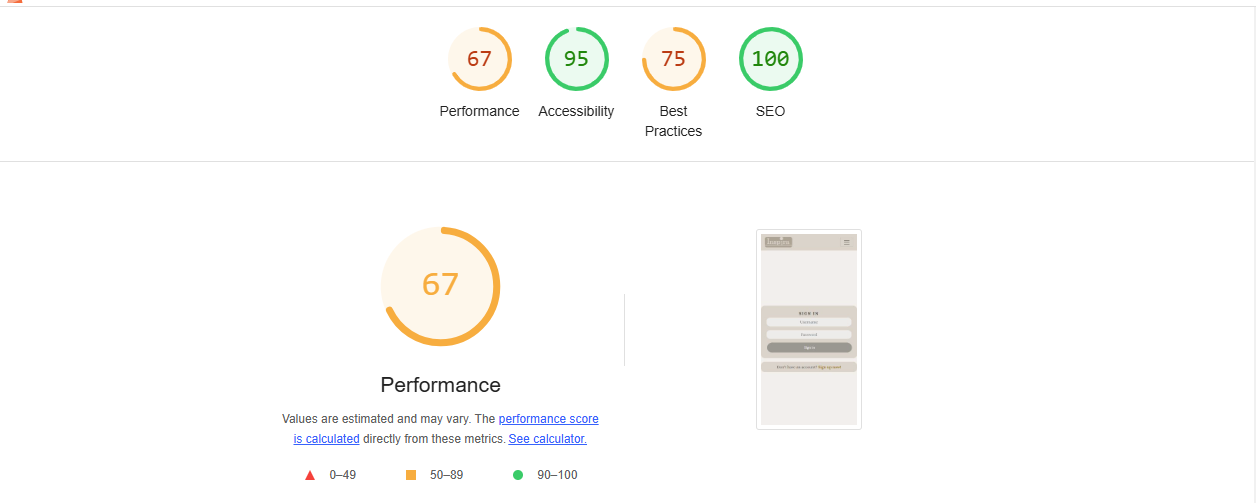 67
95
75
100
Performance
Accessibility
Best
Practices
SEO
67
Performance
Values are estimated and may vary. The performance score
is calculated directly from these metrics. See calculator.
0–49
50–89
90–100
SIGN IN
Username
Password
Sign in
Don't have an account? Sign up now!